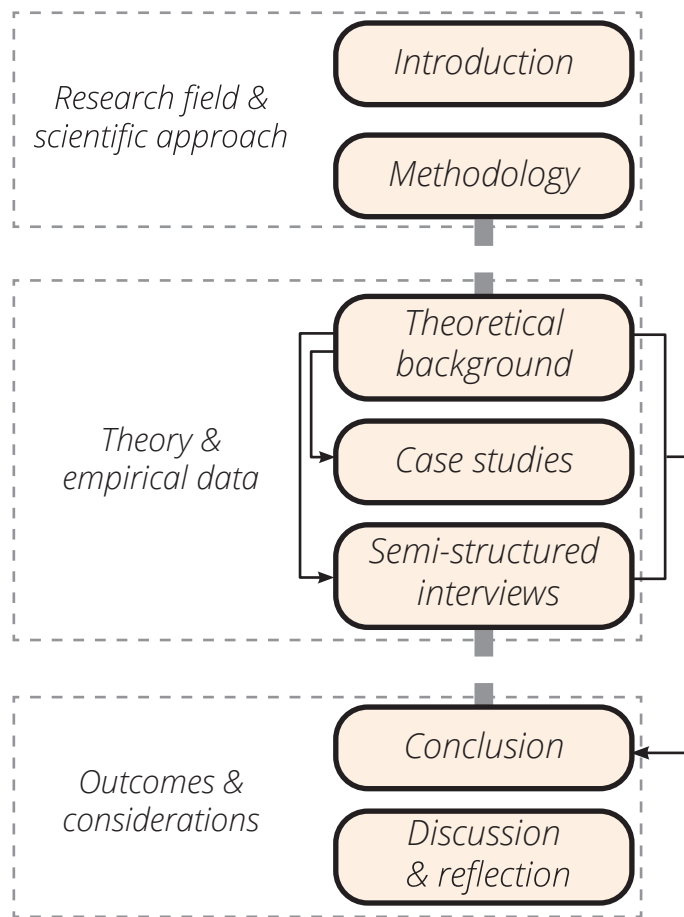 Research field &
scientific approach
Introduction
Methodology
Theory &
empirical data
Theoretical
background
Case studies
Semi-structured
interviews
Outcomes &
considerations
Conclusion
Discussion
& reflection